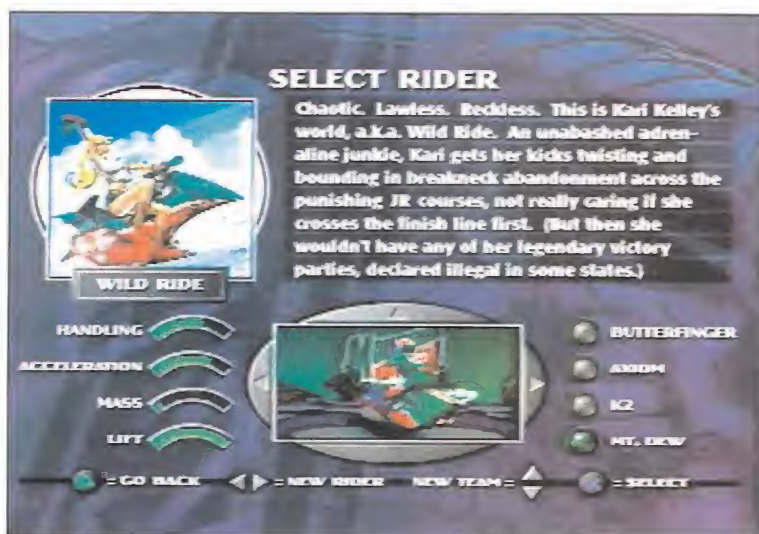 SELECT RIDER
Chaotic. Lawless. Reckless. This is Kari Kelley's
world, a.k.a. Wild Ride. An unabashed adren-
aline junkie, Kari gets her kicks twisting and
bounding in breakneck abandonment across the
punishing JR courses, not really caring if she
crosses the finish line first. (But then she
wouldn't have any of her legendary victory
parties, declared illegal in some states.)
WILD RIDE
HANDLING
ACCELERATION
MASS
LIFT
BUTTERFINGER
AXIOM
K2
MT. DEW
= GO BACK
= NEW RIDER
NEW TEAM =
= SELECT